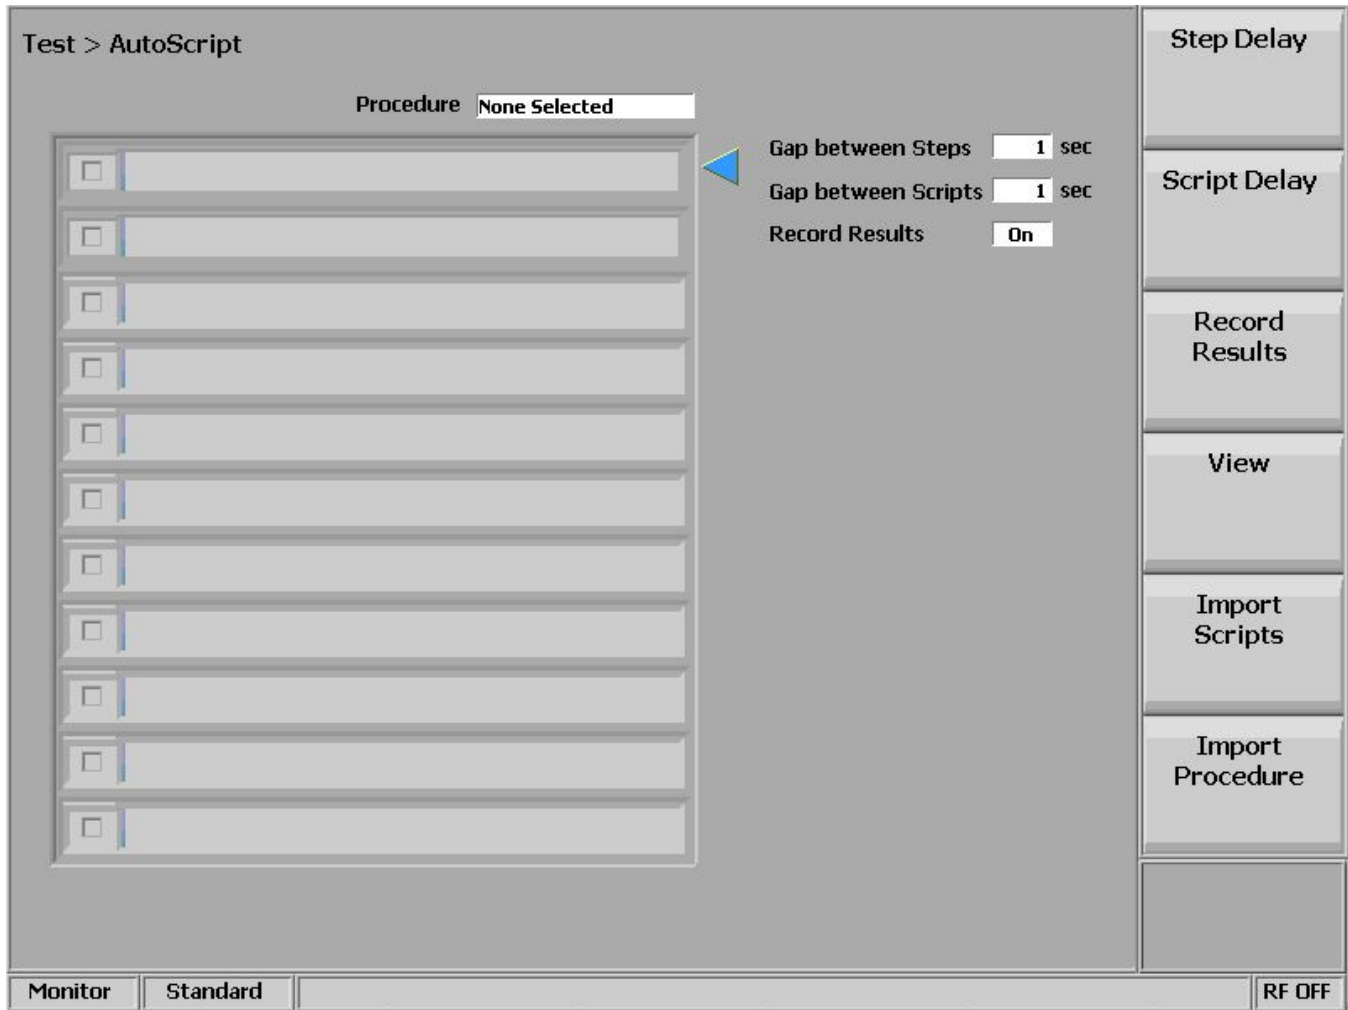 Test > AutoScript
Procedure None Selected
Gap between Steps 1 sec
Gap between Scripts 1 sec
Record Results On
Step Delay
Script Delay
Record
Results
View
Import
Scripts
Import
Procedure
Monitor Standard RF OFF